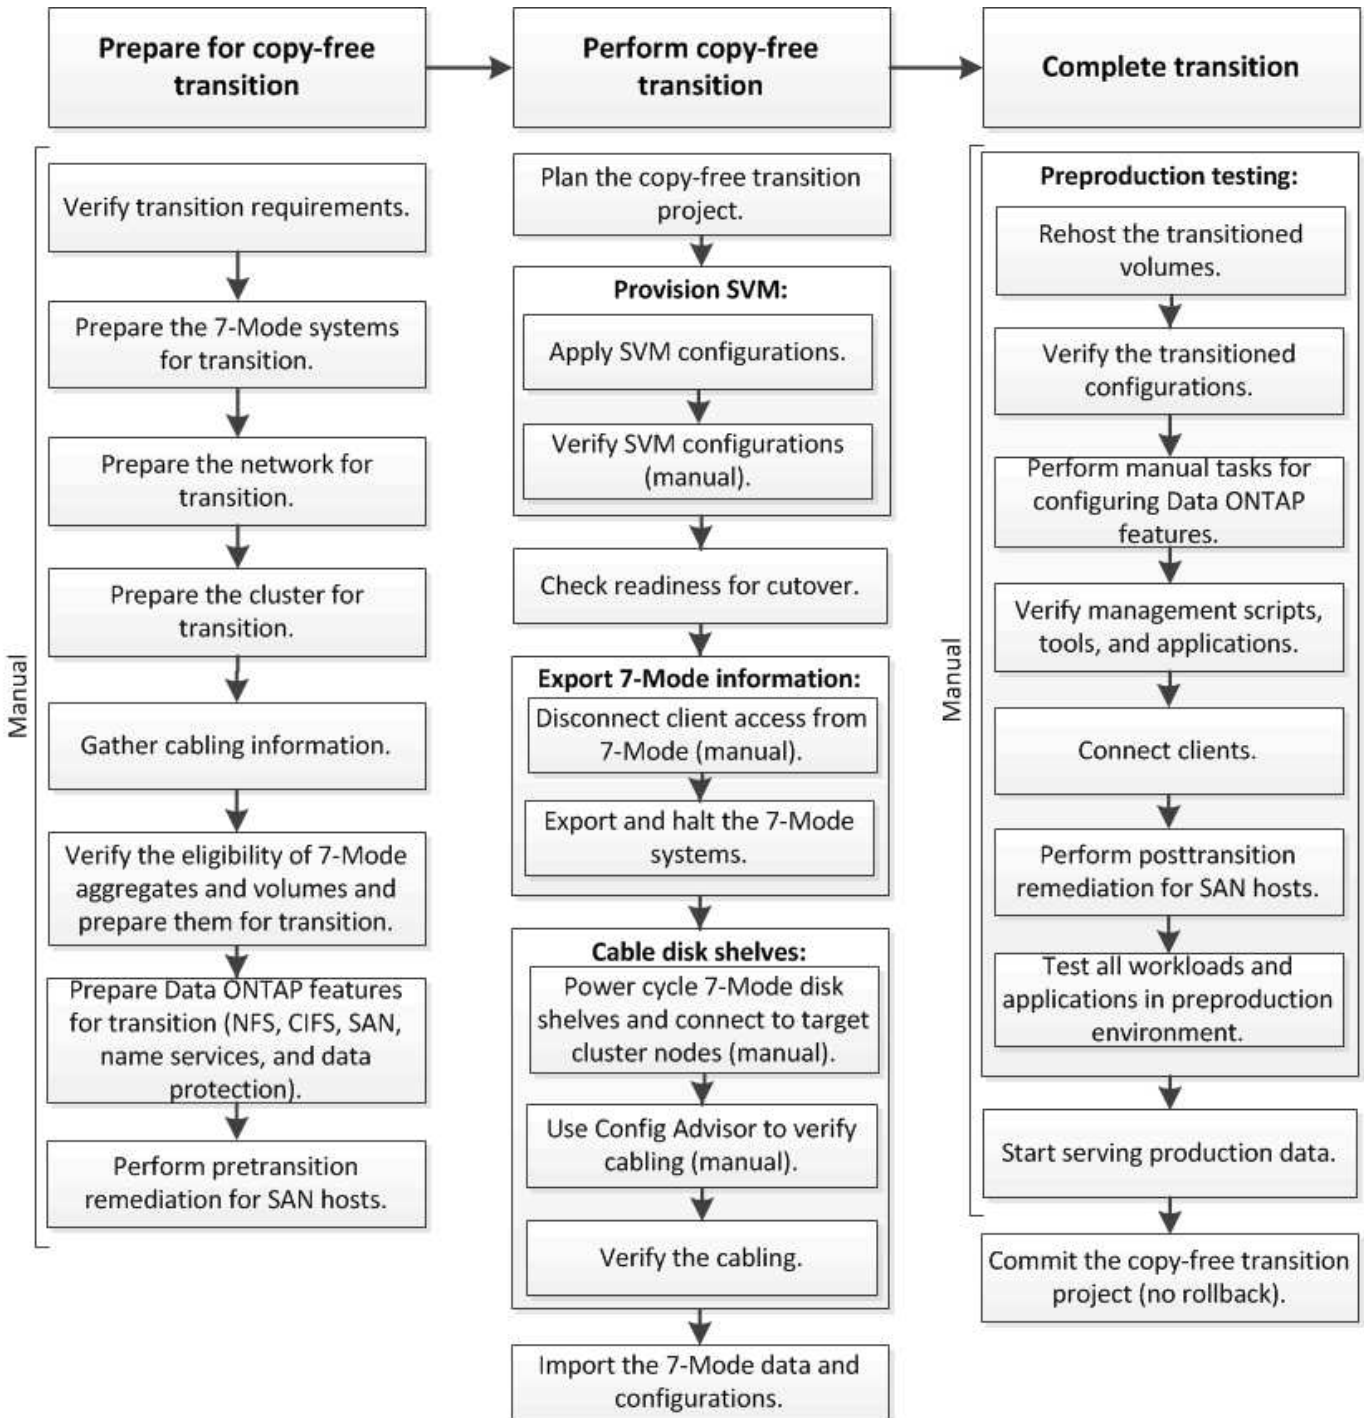 Prepare for copy-free
transition
Perform copy-free
transition
Complete transition
Manual
Verify transition requirements.
Prepare the 7-Mode systems
for transition.
Prepare the network for
transition.
Prepare the cluster for
transition.
Gather cabling information.
Verify the eligibility of 7-Mode
aggregates and volumes and
prepare them for transition.
Prepare Data ONTAP features
for transition (NFS, CIFS, SAN,
name services, and data
protection).
Perform pretransition
remediation for SAN hosts.
Plan the copy-free transition
project.
Provision SVM:
Apply SVM configurations.
Verify SVM configurations
(manual).
Check readiness for cutover.
Export 7-Mode information:
Disconnect client access from
7-Mode (manual).
Export and halt the 7-Mode
systems.
Cable disk shelves:
Power cycle 7-Mode disk
shelves and connect to target
cluster nodes (manual).
Use Config Advisor to verify
cabling (manual).
Verify the cabling.
Import the 7-Mode data and
configurations.
Manual
Preproduction testing:
Rehost the transitioned
volumes.
Verify the transitioned
configurations.
Perform manual tasks for
configuring Data ONTAP
features.
Verify management scripts,
tools, and applications.
Connect clients.
Perform posttransition
remediation for SAN hosts.
Test all workloads and
applications in preproduction
environment.
Start serving production data.
Commit the copy-free transition
project (no rollback).